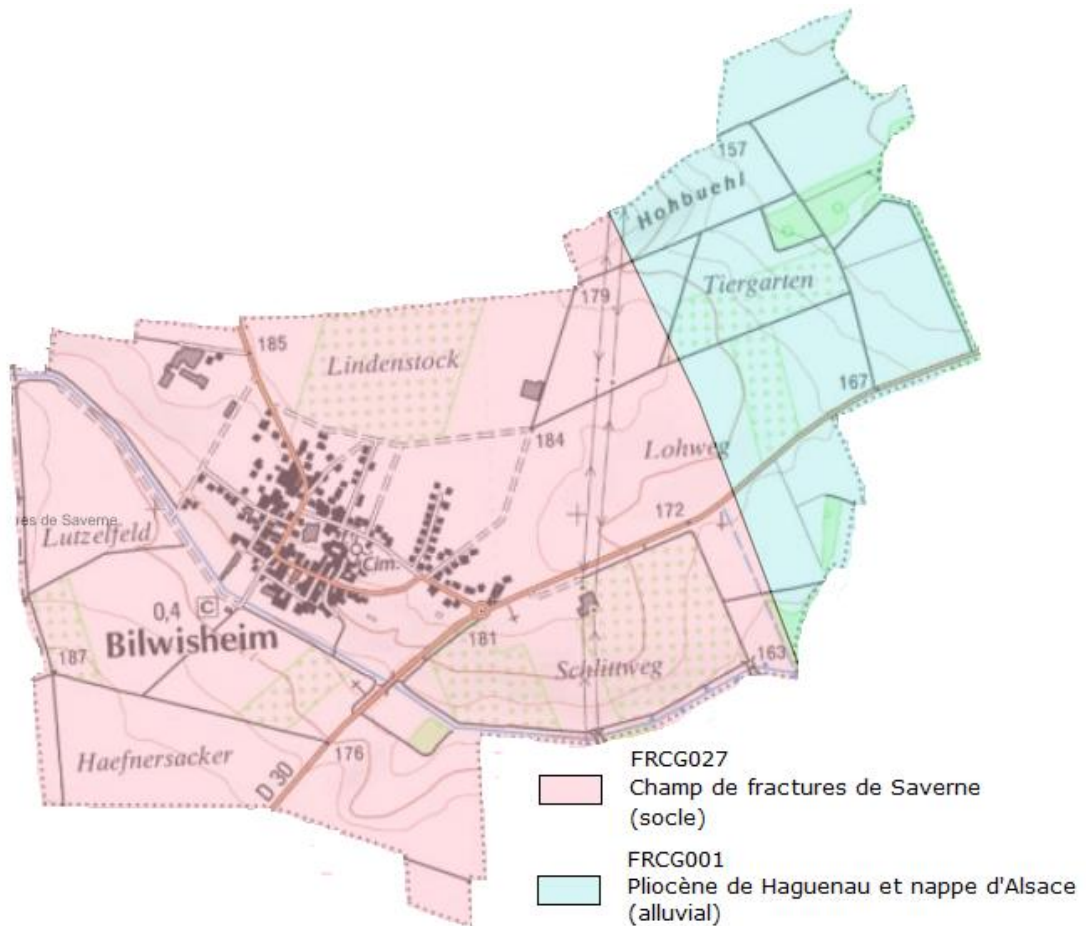 157
Hohbuehl
Tiergarten
179
185
Lindenstock
167
184
Lohweg
172
es de Saverne
Lutzelfeld
Cim.
0,4 C
Bilwisheim
181
187
Schlittweg
163
Haefnersacker
176
D 30
FRCG027
Champ de fractures de Saverne
(socle)
FRCG001
Pliocène de Haguenau et nappe d'Alsace
(alluvial)